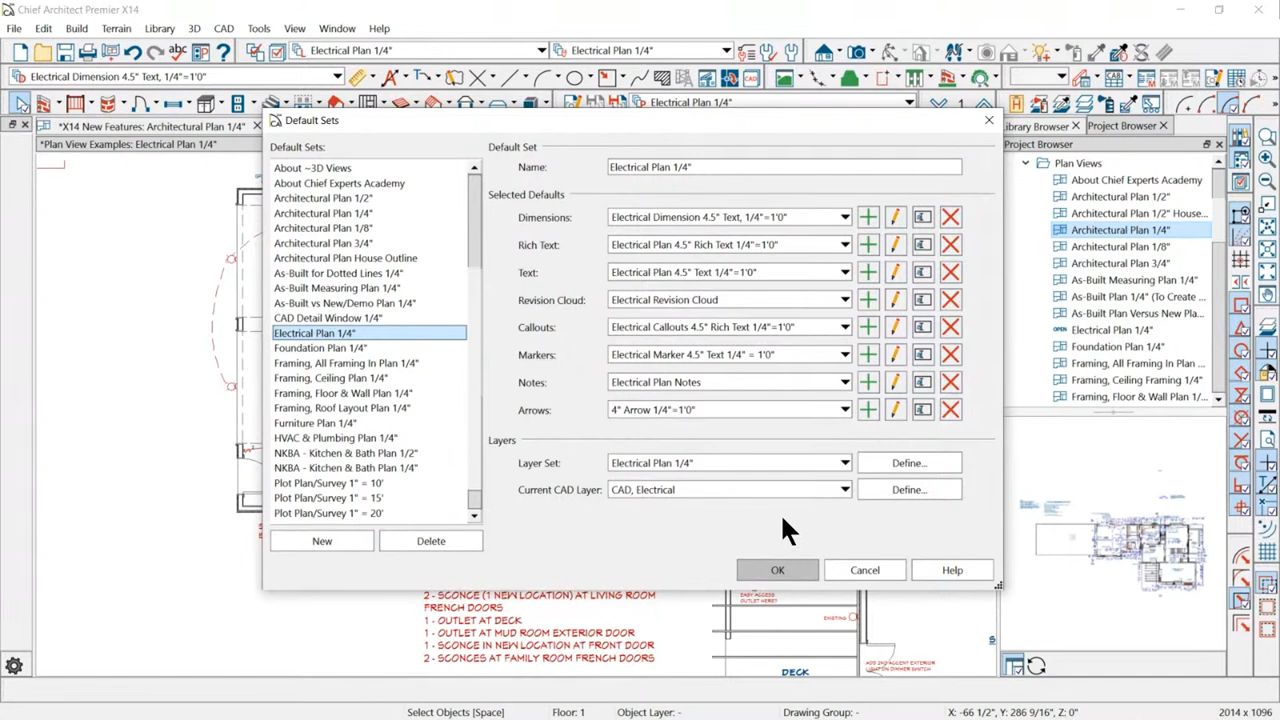 Chief Architect Premier X14
File Edit Build Terrain Library 3D CAD Tools View Window Help
Electrical Plan 1/4" Electrical Plan 1/4"
Electrical Dimension 4.5" Text, 1/4"=1'0"
Electrical Plan 1/4"
*X14 New Features: Architectural Plan 1/4"
*Plan View Examples: Electrical Plan 1/4"
Default Sets
Default Sets:
About ~3D Views
About Chief Experts Academy
Architectural Plan 1/2"
Architectural Plan 1/4"
Architectural Plan 1/8"
Architectural Plan 3/4"
Architectural Plan House Outline
As-Built for Dotted Lines 1/4"
As-Built Measuring Plan 1/4"
As-Built vs New/Demo Plan 1/4"
CAD Detail Window 1/4"
Electrical Plan 1/4"
Foundation Plan 1/4"
Framing, All Framing In Plan 1/4"
Framing, Ceiling Plan 1/4"
Framing, Floor & Wall Plan 1/4"
Framing, Roof Layout Plan 1/4"
Furniture Plan 1/4"
HVAC & Plumbing Plan 1/4"
NKBA - Kitchen & Bath Plan 1/2"
NKBA - Kitchen & Bath Plan 1/4"
Plot Plan/Survey 1" = 10'
Plot Plan/Survey 1" = 15'
Plot Plan/Survey 1" = 20'
New Delete
Default Set
Name: Electrical Plan 1/4"
Selected Defaults
Dimensions: Electrical Dimension 4.5" Text, 1/4"=1'0"
Rich Text: Electrical Plan 4.5" Rich Text 1/4"=1'0"
Text: Electrical Plan 4.5" Text 1/4"=1'0"
Revision Cloud: Electrical Revision Cloud
Callouts: Electrical Callouts 4.5" Rich Text 1/4"=1'0"
Markers: Electrical Marker 4.5" Text 1/4" = 1'0"
Notes: Electrical Plan Notes
Arrows: 4" Arrow 1/4"=1'0"
Layers
Layer Set: Electrical Plan 1/4" Define...
Current CAD Layer: CAD, Electrical Define...
OK Cancel Help
Library Browser Project Browser
Project Browser
Plan Views
About Chief Experts Academy
Architectural Plan 1/2"
Architectural Plan 1/2" House...
Architectural Plan 1/4"
Architectural Plan 1/8"
Architectural Plan 3/4"
As-Built Measuring Plan 1/4"
As-Built Plan 1/4" (To Create ...
As-Built Plan Versus New Pla...
OPEN Electrical Plan 1/4"
Foundation Plan 1/4"
Framing, All Framing In Plan ...
Framing, Ceiling Plan 1/4"
Framing, Floor & Wall Plan 1/...
2 - SCONCE (1 NEW LOCATION) AT LIVING ROOM
FRENCH DOORS
1 - OUTLET AT DECK
1 - OUTLET AT MUD ROOM EXTERIOR DOOR
1 - SCONCE IN NEW LOCATION AT FRONT DOOR
2 - SCONCES AT FAMILY ROOM FRENCH DOORS
EASY ACCESS
OUTLET HERE?
EXISTING
DECK
Select Objects [Space] Floor: 1 Object Layer: - Drawing Group: - X: -66 1/2", Y: 286 9/16", Z: 0" 2014 x 1096